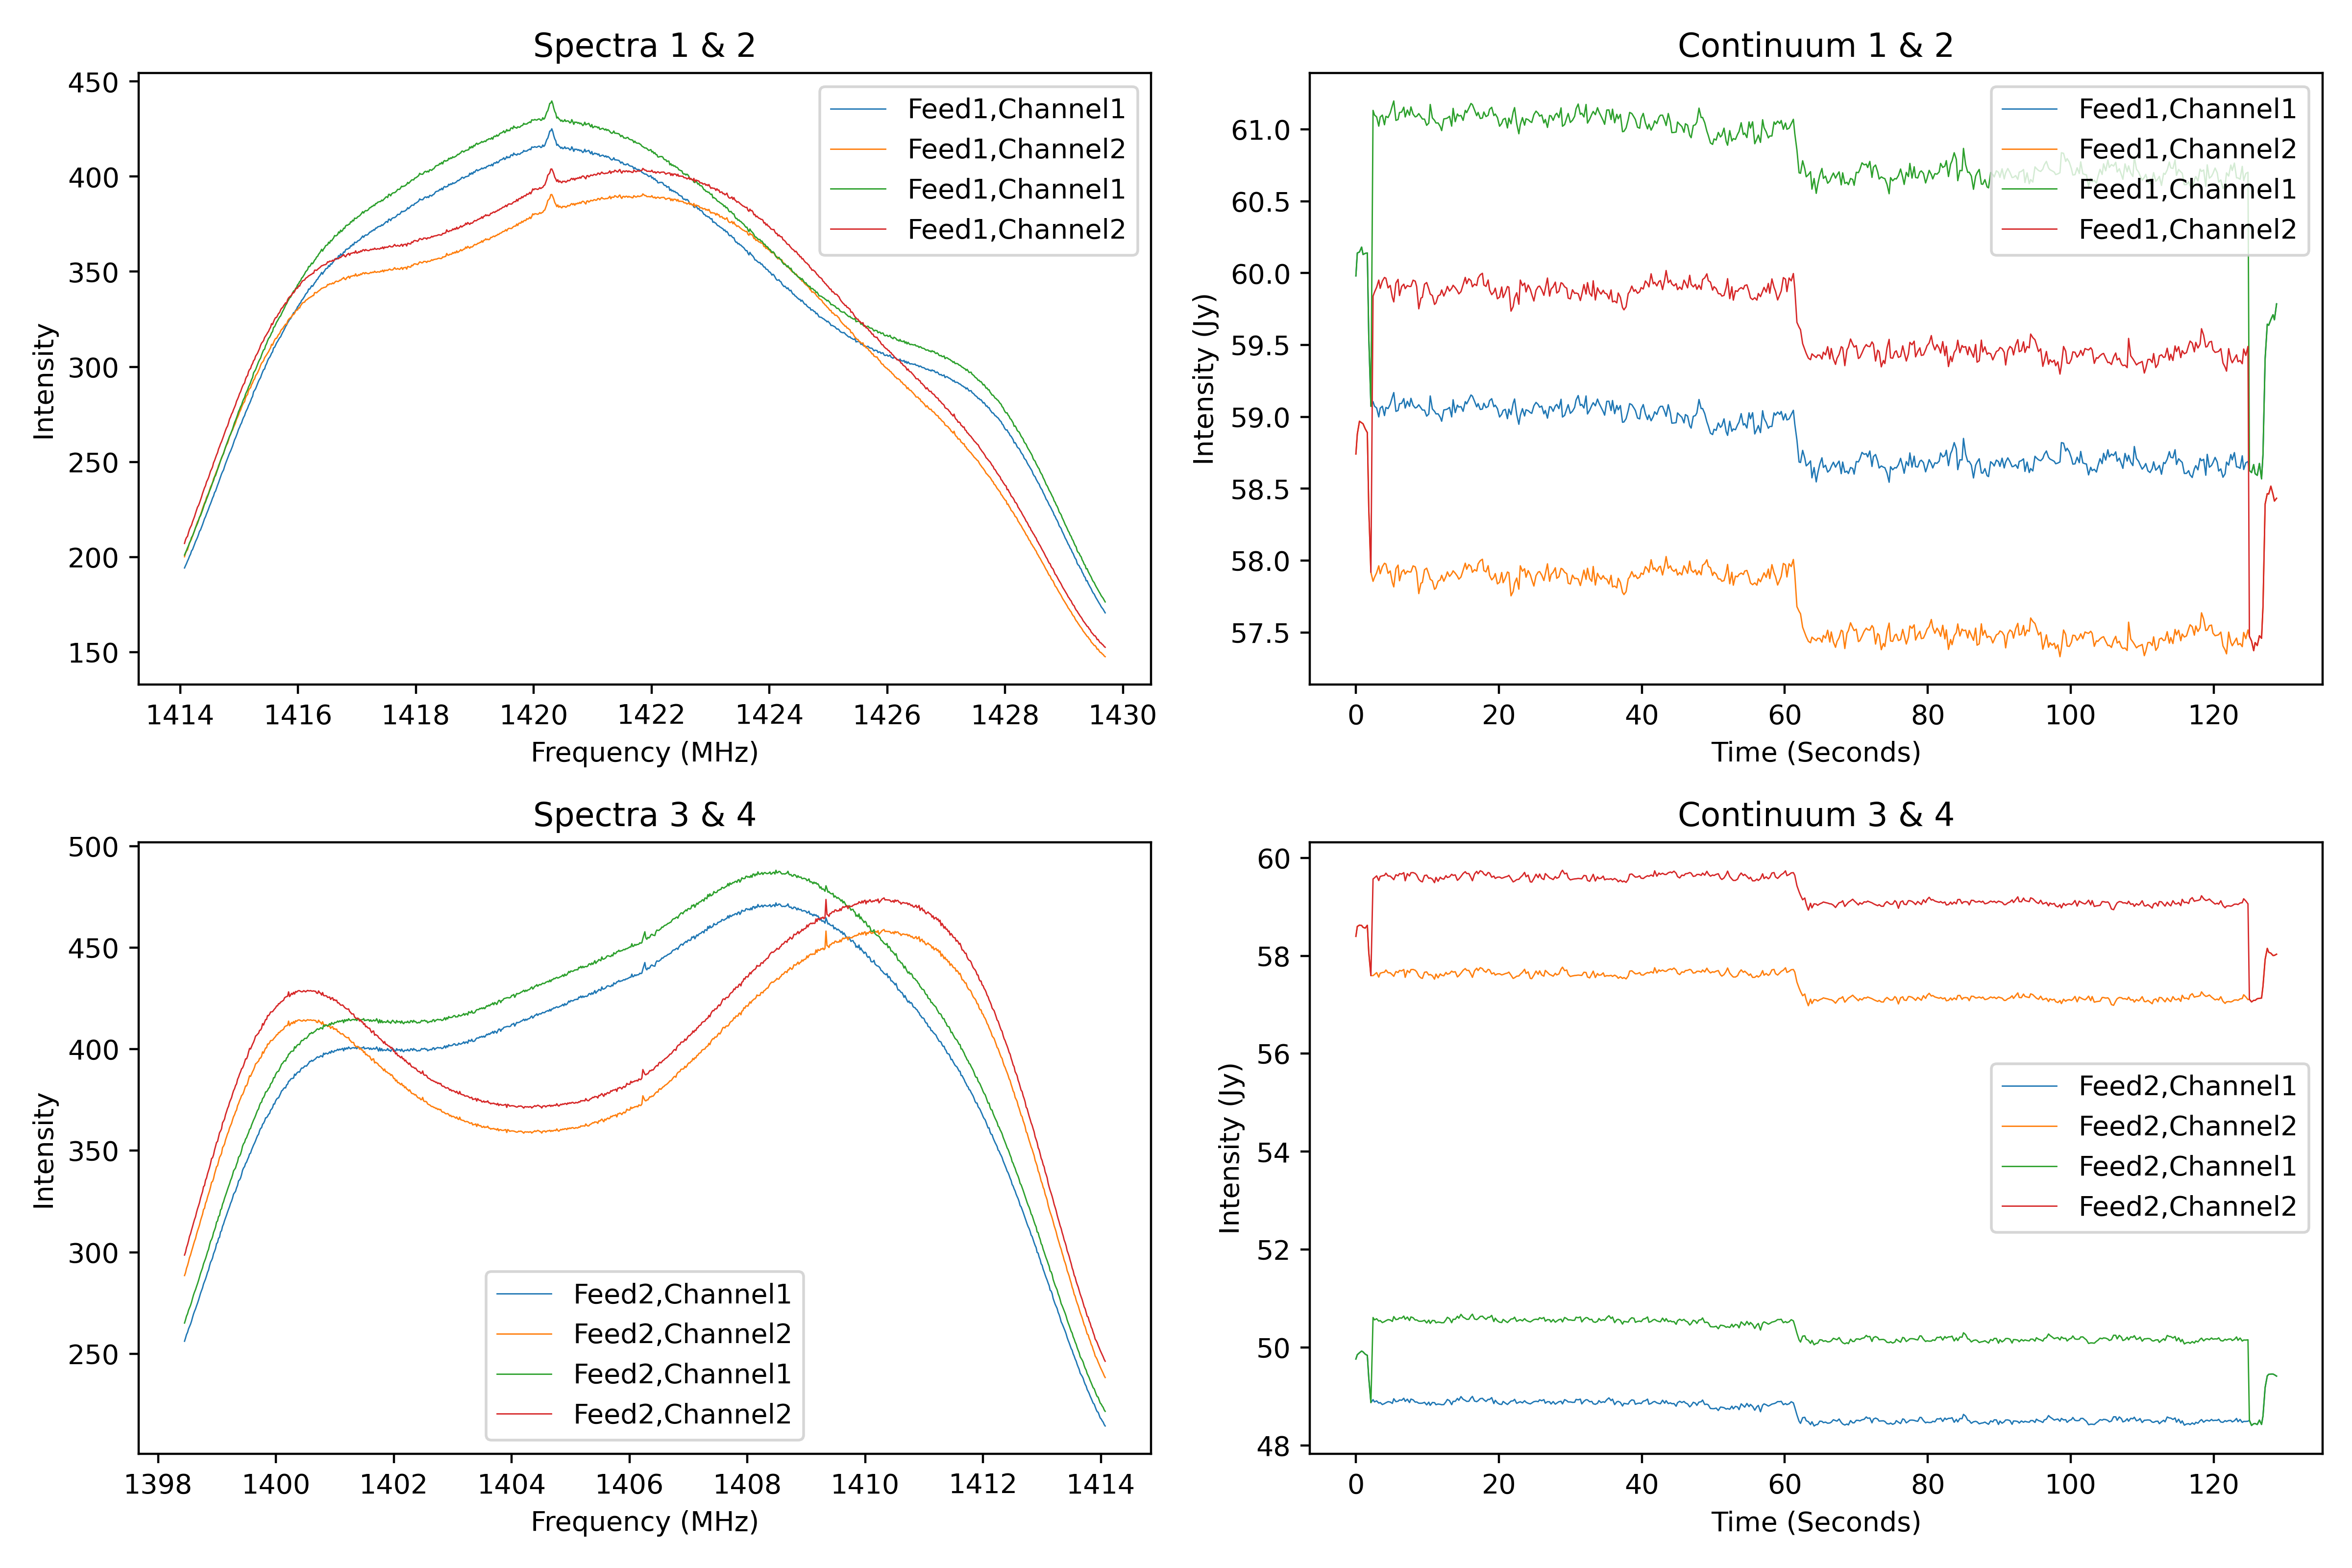 Spectra 1 & 2
450
400
350
300
250
200
150
Intensity
1414 1416 1418 1420 1422 1424 1426 1428 1430
Frequency (MHz)
Feed1,Channel1
Feed1,Channel2
Feed1,Channel1
Feed1,Channel2
Continuum 1 & 2
61.0
60.5
60.0
59.5
59.0
58.5
58.0
57.5
Intensity (Jy)
0 20 40 60 80 100 120
Time (Seconds)
Feed1,Channel1
Feed1,Channel2
Feed1,Channel1
Feed1,Channel2
Spectra 3 & 4
500
450
400
350
300
250
Intensity
1398 1400 1402 1404 1406 1408 1410 1412 1414
Frequency (MHz)
Feed2,Channel1
Feed2,Channel2
Feed2,Channel1
Feed2,Channel2
Continuum 3 & 4
60
58
56
54
52
50
48
Intensity (Jy)
0 20 40 60 80 100 120
Time (Seconds)
Feed2,Channel1
Feed2,Channel2
Feed2,Channel1
Feed2,Channel2